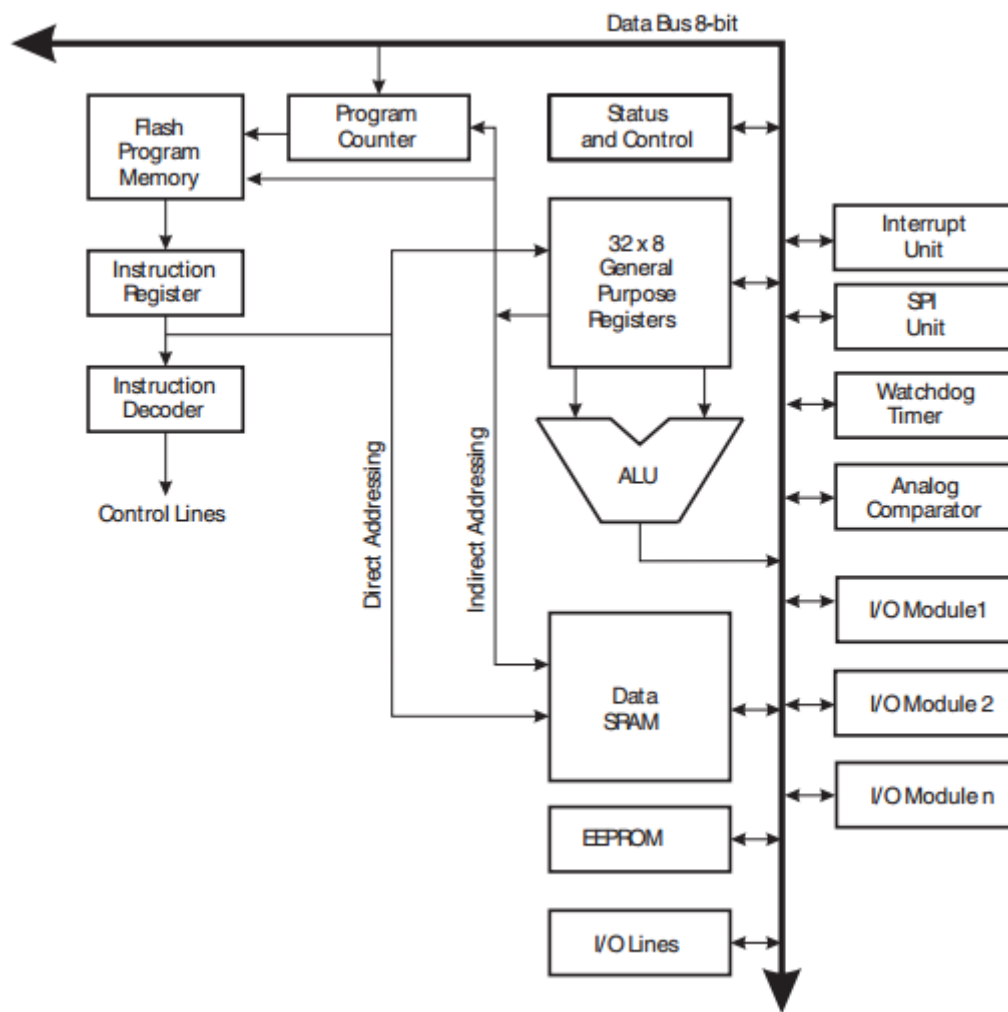 Data Bus 8-bit
Flash
Program
Memory
Program
Counter
Status
and Control
Interrupt
Unit
32 x 8
General
Purpose
Registers
Instruction
Register
SPI
Unit
Instruction
Decoder
Watchdog
Timer
Control Lines
Direct Addressing
Indirect Addressing
ALU
Analog
Comparator
I/O Module1
Data
SRAM
I/O Module 2
I/O Module n
EEPROM
I/O Lines